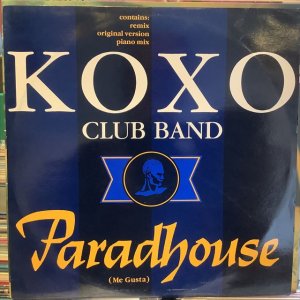 contains:
remix
original version
piano mix
KOXO
CLUB BAND
Paradhouse
(Me Gusta)